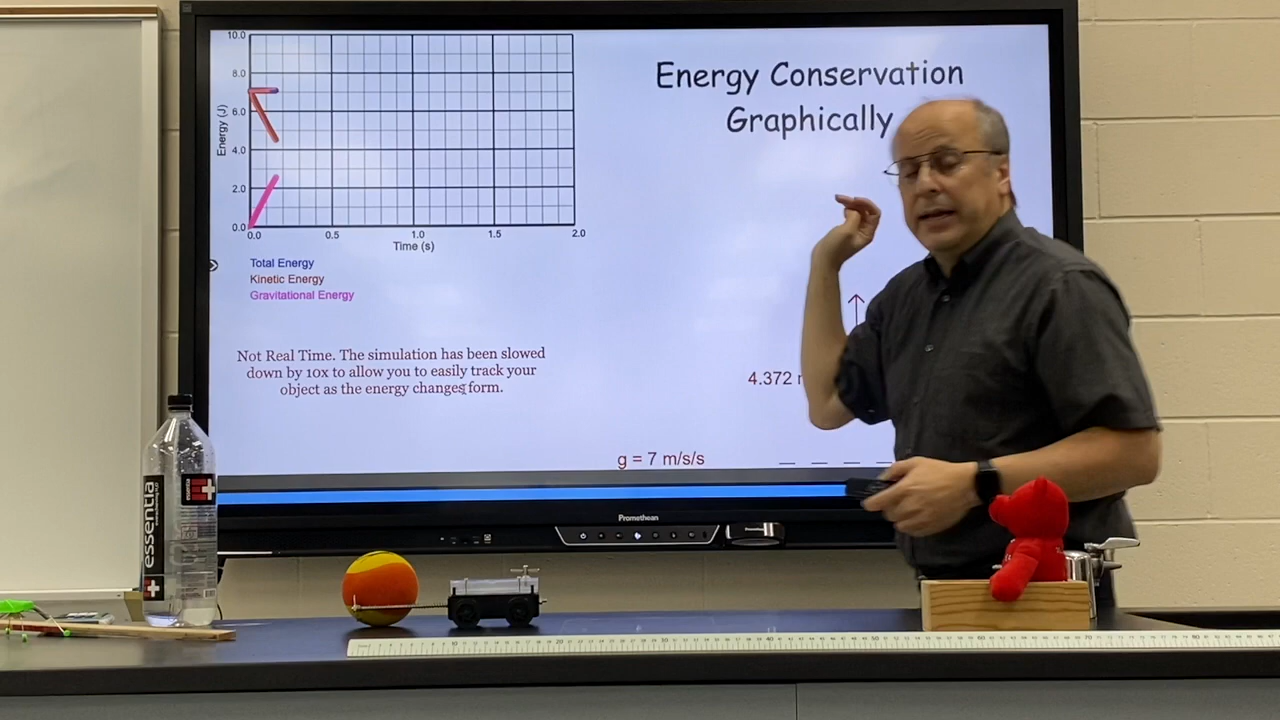 Energy Conservation
Graphically
10.0
8.0
6.0
4.0
2.0
0.0
Energy (J)
0.0 0.5 1.0 1.5 2.0
Time (s)
Total Energy
Kinetic Energy
Gravitational Energy
Not Real Time. The simulation has been slowed
down by 10x to allow you to easily track your
object as the energy changes form.
4.372
g = 7 m/s/s
Promethean
essentia